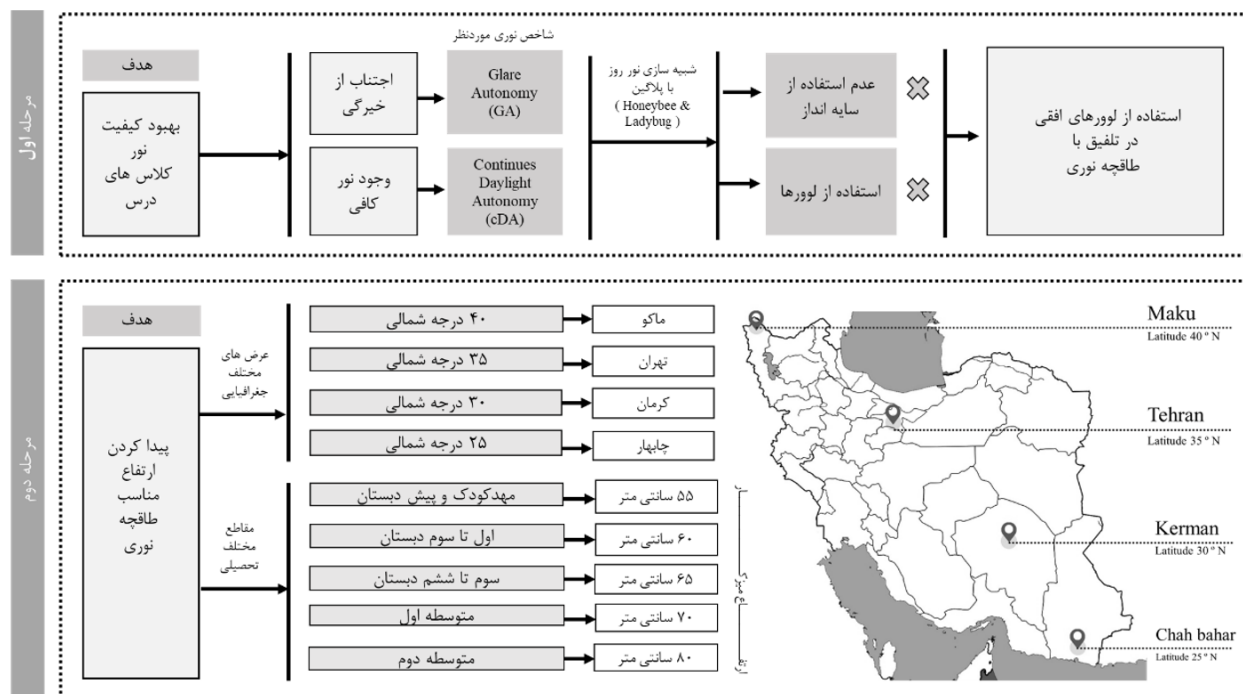 مرحله اول
هدف
بهبود کیفیت
نور
کلاس های
درس
اجتناب از
خیرگی
وجود نور
کافی
شاخص نوری موردنظر
Glare
Autonomy
(GA)
Continues
Daylight
Autonomy
(cDA)
شبیه سازی نور روز
با پلاگین
( Honeybee &
Ladybug )
عدم استفاده از
سایه انداز
استفاده از لوورها
استفاده از لوورهای افقی
در تلفیق با
طاقچه نوری
مرحله دوم
هدف
پیدا کردن
ارتفاع
مناسب
طاقچه
نوری
عرض های
مختلف
جغرافیایی
۴۰ درجه شمالی
ماکو
۳۵ درجه شمالی
تهران
۳۰ درجه شمالی
کرمان
۲۵ درجه شمالی
چابهار
مقاطع
مختلف
تحصیلی
مهدکودک و پیش دبستان
۵۵ سانتی متر
اول تا سوم دبستان
۶۰ سانتی متر
سوم تا ششم دبستان
۶۵ سانتی متر
متوسطه اول
۷۰ سانتی متر
متوسطه دوم
۸۰ سانتی متر
ارتفـــاع میزکـــار
Maku
Latitude 40 º N
Tehran
Latitude 35 º N
Kerman
Latitude 30 º N
Chah bahar
Latitude 25 º N